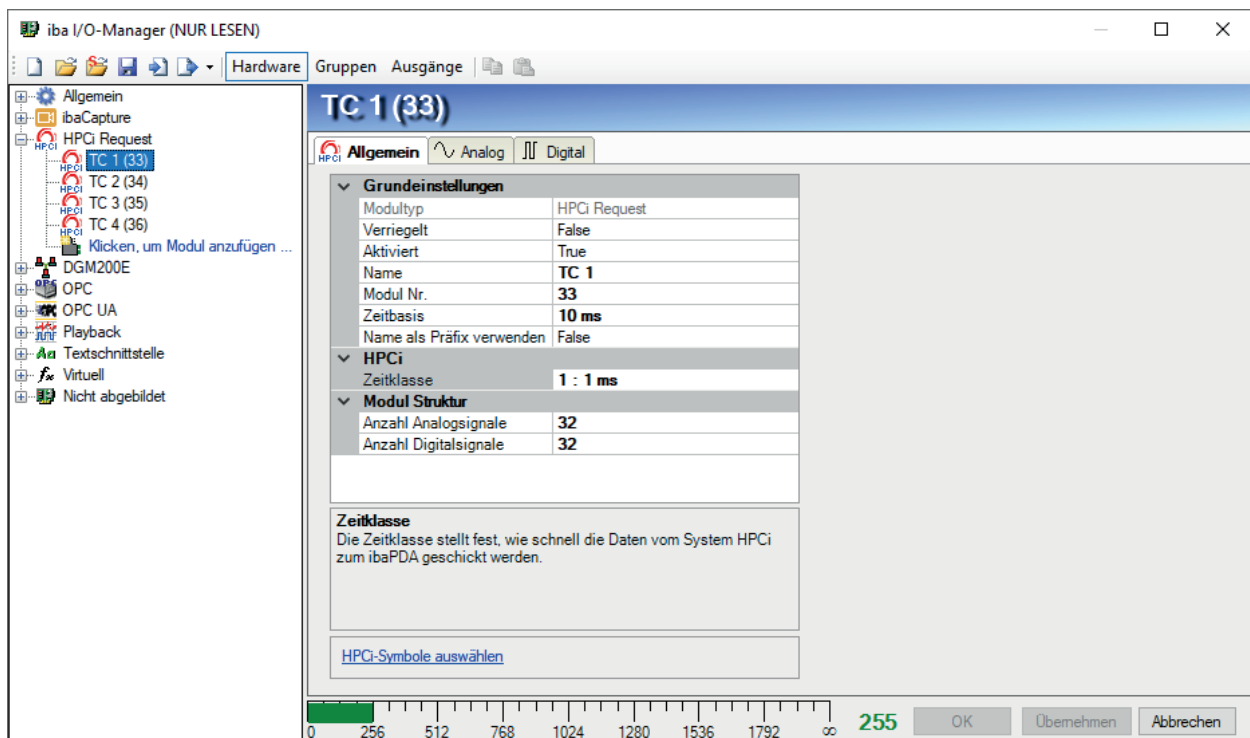 iba I/O-Manager (NUR LESEN)
Hardware Gruppen Ausgänge
Allgemein
ibaCapture
HPCi Request
TC 1 (33)
TC 2 (34)
TC 3 (35)
TC 4 (36)
Klicken, um Modul anzufügen ...
DGM200E
OPC
OPC UA
Playback
Textschnittstelle
Virtuell
Nicht abgebildet
TC 1 (33)
Allgemein Analog Digital
Grundeinstellungen
Modultyp HPCi Request
Verriegelt False
Aktiviert True
Name TC 1
Modul Nr. 33
Zeitbasis 10 ms
Name als Präfix verwenden False
HPCi
Zeitklasse 1 : 1 ms
Modul Struktur
Anzahl Analogsignale 32
Anzahl Digitalsignale 32
Zeitklasse
Die Zeitklasse stellt fest, wie schnell die Daten vom System HPCi
zum ibaPDA geschickt werden.
HPCi-Symbole auswählen
0 256 512 768 1024 1280 1536 1792 ∞ 255 OK Übernehmen Abbrechen